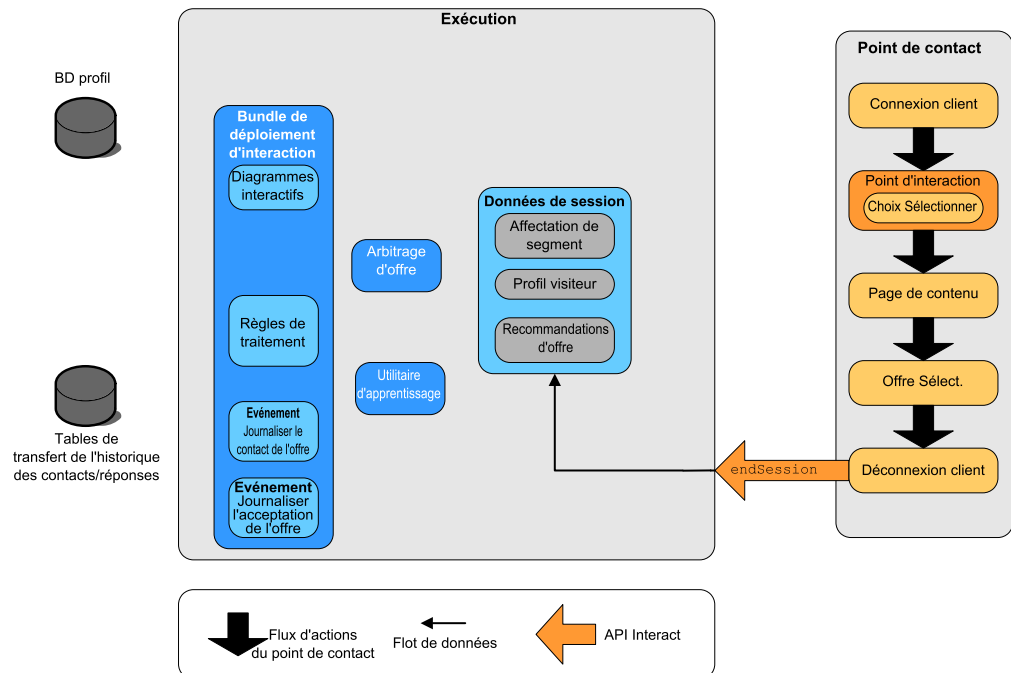 Exécution
BD profil
Bundle de
déploiement
d'interaction
Diagrammes
interactifs
Règles de
traitement
Evénement
Journaliser le
contact de l'offre
Evénement
Journaliser
l'acceptation
de l'offre
Arbitrage
d'offre
Utilitaire
d'apprentissage
Données de session
Affectation de
segment
Profil visiteur
Recommandations
d'offre
Point de contact
Connexion client
Point d'interaction
Choix Sélectionner
Page de contenu
Offre Sélect.
Déconnexion client
endSession
Tables de
transfert de l'historique
des contacts/réponses
Flux d'actions
du point de contact
Flot de données
API Interact